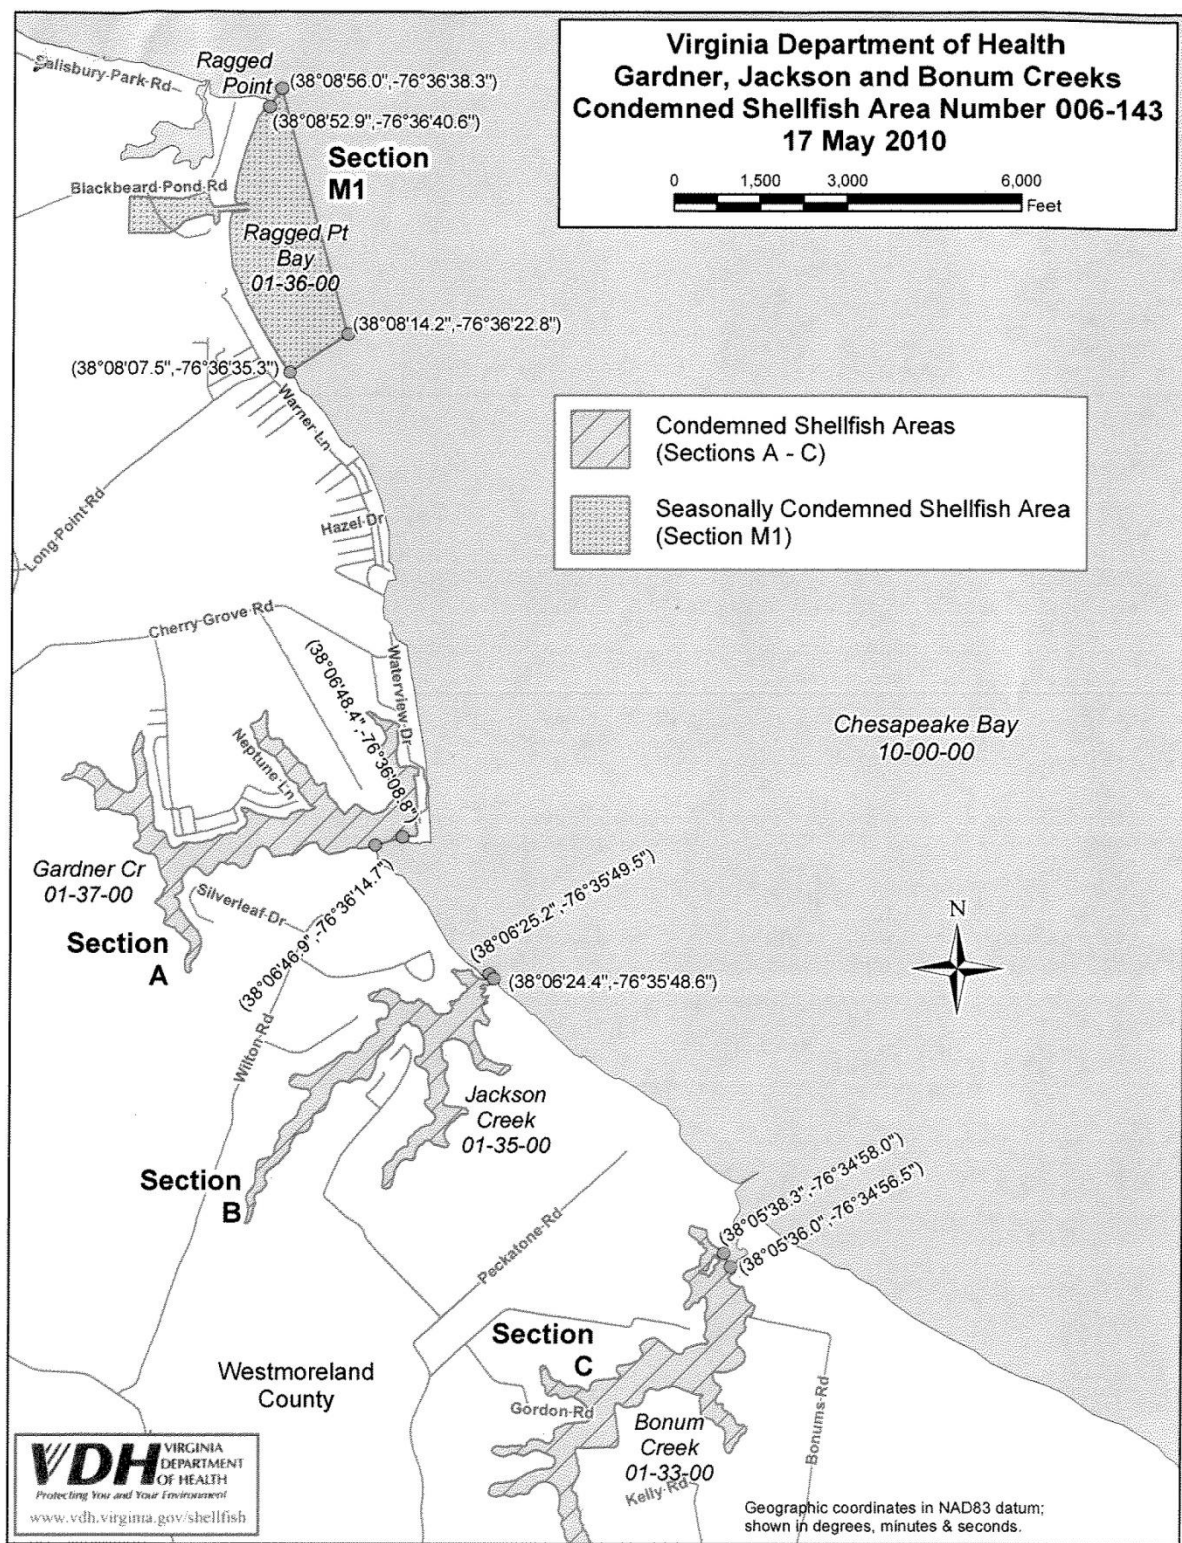 Virginia Department of Health
Gardner, Jackson and Bonum Creeks
Condemned Shellfish Area Number 006-143
17 May 2010
0 1,500 3,000 6,000
Feet
Salisbury Park Rd
Ragged
Point
(38°08'56.0",-76°36'38.3")
(38°08'52.9",-76°36'40.6")
Section
M1
Blackbeard Pond Rd
Ragged Pt
Bay
01-36-00
(38°08'14.2",-76°36'22.8")
(38°08'07.5",-76°36'35.3")
Warner Ln
Condemned Shellfish Areas
(Sections A - C)
Seasonally Condemned Shellfish Area
(Section M1)
Long Point Rd
Hazel Dr
Cherry Grove Rd
(38°06'48.4",-76°36'08.8")
Waterview Dr
Neptune Ln
Chesapeake Bay
10-00-00
Gardner Cr
01-37-00
Silverleaf Dr
Section
A
(38°06'46.9",-76°36'14.7")
(38°06'25.2",-76°35'49.5")
(38°06'24.4",-76°35'48.6")
N
Wilton Rd
Jackson
Creek
01-35-00
Section
B
Peckatone Rd
(38°05'38.3",-76°34'58.0")
(38°05'36.0",-76°34'56.5")
Section
C
Westmoreland
County
Gordon Rd
Bonum
Creek
01-33-00
Kelly Rd
Bonums Rd
VDH VIRGINIA
DEPARTMENT
OF HEALTH
Protecting You and Your Environment
www.vdh.virginia.gov/shellfish
Geographic coordinates in NAD83 datum;
shown in degrees, minutes & seconds.